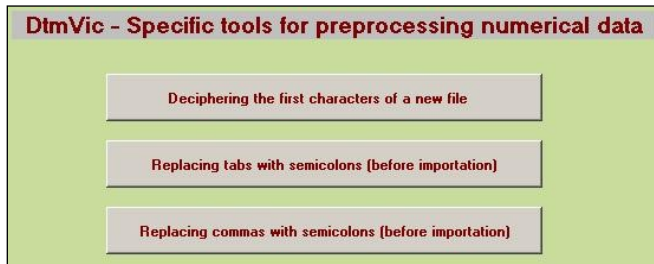 DtmVic - Specific tools for preprocessing numerical data
Deciphering the first characters of a new file
Replacing tabs with semicolons (before importation)
Replacing commas with semicolons (before importation)